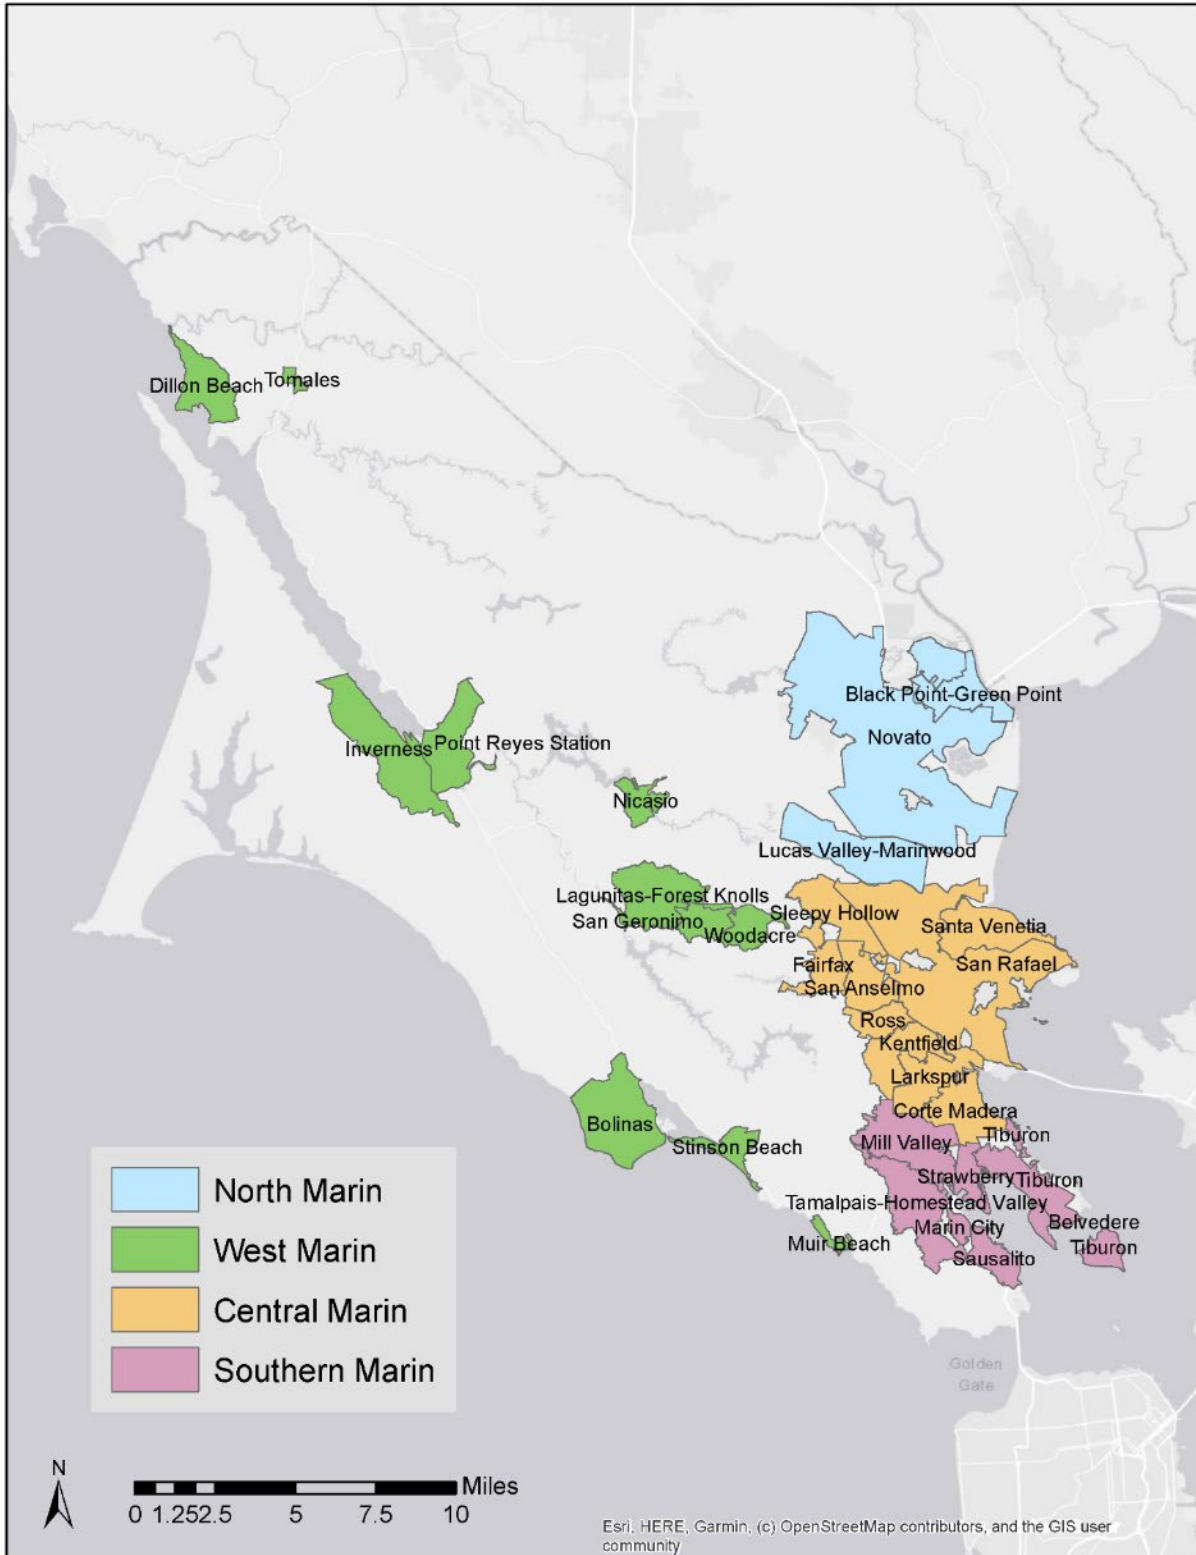 Dillon Beach
Tomales
Black Point-Green Point
Novato
Inverness
Point Reyes Station
Nicasio
Lucas Valley-Marinwood
Lagunitas-Forest Knolls
San Geronimo
Woodacre
Sleepy Hollow
Santa Venetia
Fairfax
San Rafael
San Anselmo
Ross
Kentfield
Larkspur
Corte Madera
Bolinas
Stinson Beach
Mill Valley
Tiburon
Strawberry
Tiburon
Tamalpais-Homestead Valley
Marin City
Belvedere
Muir Beach
Sausalito
Tiburon
North Marin
West Marin
Central Marin
Southern Marin
Golden
Gate
N
Miles
0 1.252.5 5 7.5 10
Esri, HERE, Garmin, (c) OpenStreetMap contributors, and the GIS user
community